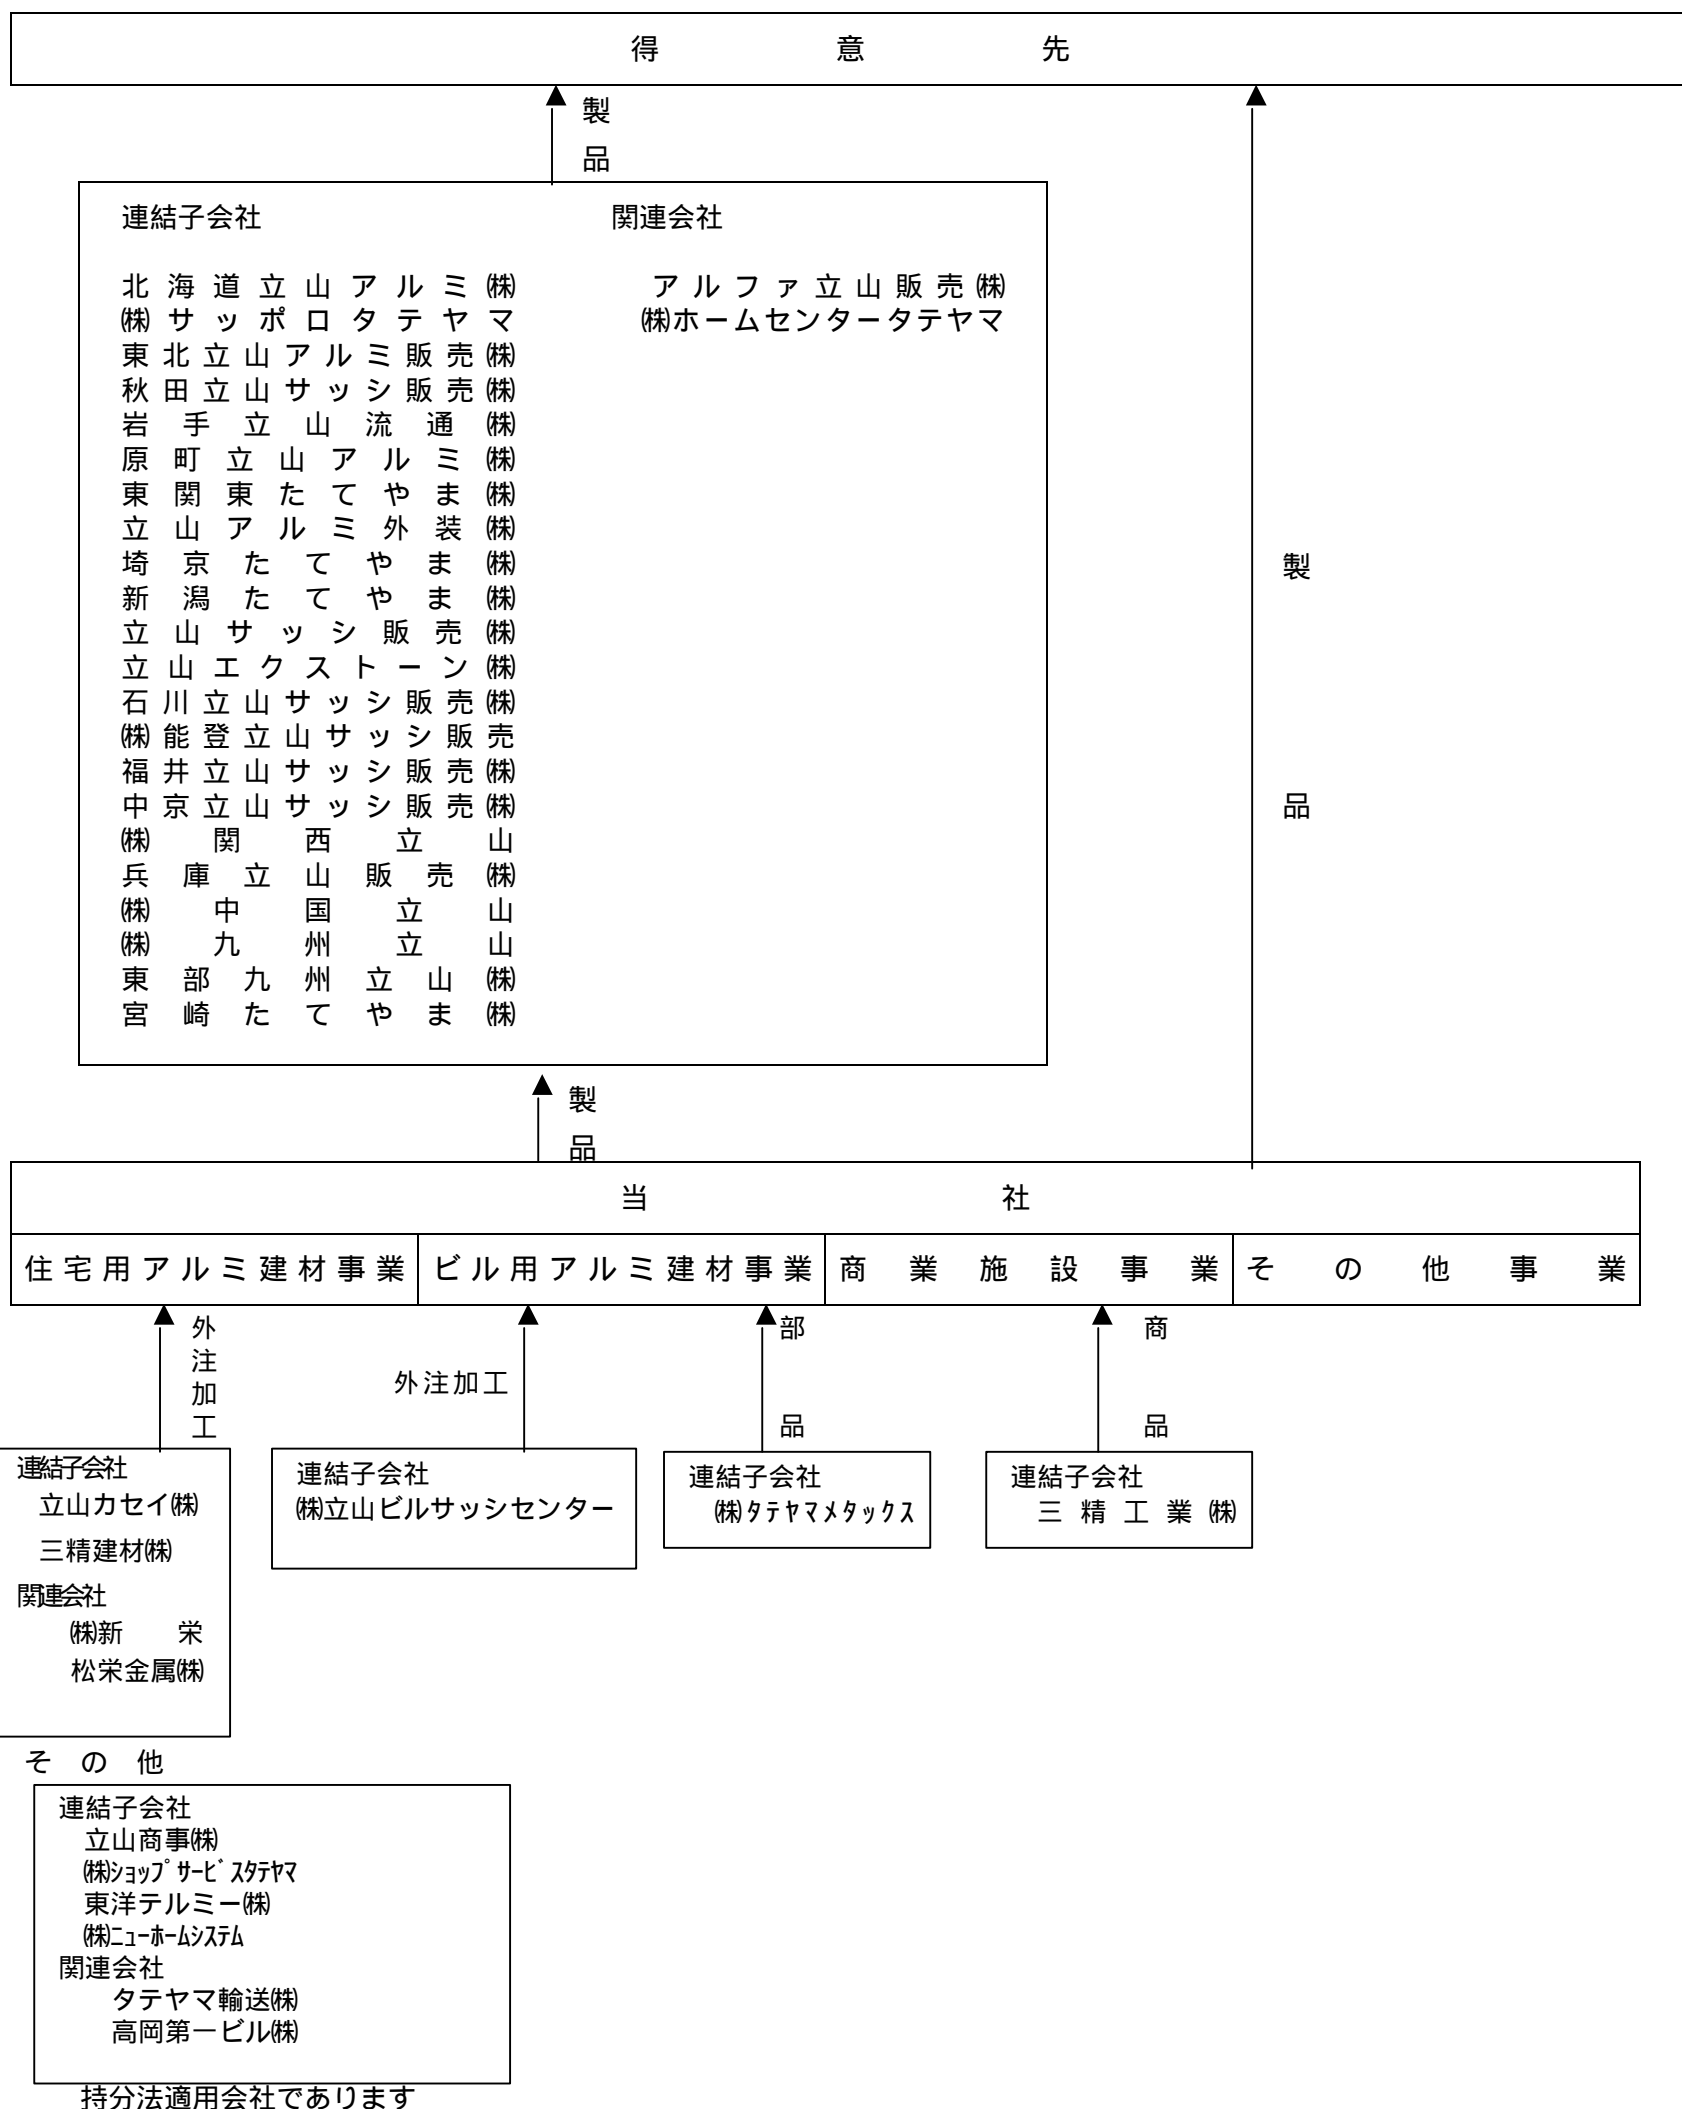 得意先
製品
連結子会社 関連会社
北海道立山アルミ㈱ アルファ立山販売㈱
㈱サッポロタテヤマ ㈱ホームセンタータテヤマ
東北立山アルミ販売㈱
秋田立山サッシ販売㈱
岩手立山流通㈱
原町立山アルミ㈱
東関東たてやま㈱
立山アルミ外装㈱
埼京たてやま㈱
新潟たてやま㈱
立山サッシ販売㈱
立山エクストーン㈱
石川立山サッシ販売㈱
㈱能登立山サッシ販売
福井立山サッシ販売㈱
中京立山サッシ販売㈱
㈱関西立山
兵庫立山販売㈱
㈱中国立山
㈱九州立山
東部九州立山㈱
宮崎たてやま㈱
製品
製品
当社
住宅用アルミ建材事業 ビル用アルミ建材事業 商業施設事業 その他事業
外注加工
外注加工
部品
商品
連結子会社
立山カセイ㈱
三精建材㈱
関連会社
㈱新栄
松栄金属㈱
連結子会社
㈱立山ビルサッシセンター
連結子会社
㈱タテヤマメタックス
連結子会社
三精工業㈱
その他
連結子会社
立山商事㈱
㈱ショップサービスタテヤマ
東洋テルミー㈱
㈱ニューホームシステム
関連会社
タテヤマ輸送㈱
高岡第一ビル㈱
持分法適用会社であります